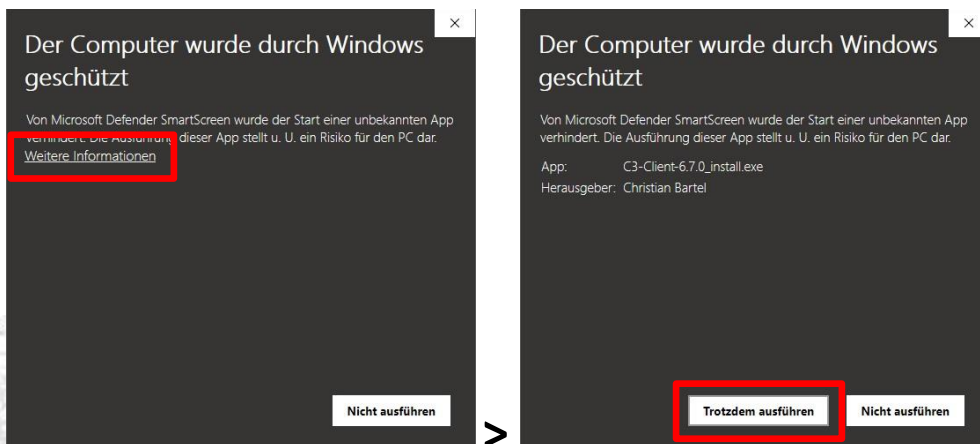 Der Computer wurde durch Windows
geschützt
Von Microsoft Defender SmartScreen wurde der Start einer unbekannten App
verhindert. Die Ausführung dieser App stellt u. U. ein Risiko für den PC dar.
Weitere Informationen
Nicht ausführen
>
Der Computer wurde durch Windows
geschützt
Von Microsoft Defender SmartScreen wurde der Start einer unbekannten App
verhindert. Die Ausführung dieser App stellt u. U. ein Risiko für den PC dar.
App: C3-Client-6.7.0_install.exe
Herausgeber: Christian Bartel
Trotzdem ausführen
Nicht ausführen